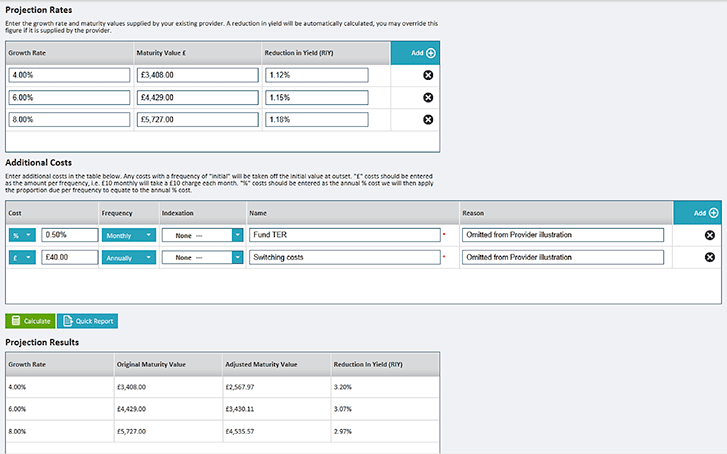 Projection Rates
Enter the growth rate and maturity values supplied by your existing provider. A reduction in yield will be automatically calculated, you may override this
figure if it is supplied by the provider.
Growth Rate Maturity Value £ Reduction in Yield (RIY) Add
4.00% £3,408.00 1.12%
6.00% £4,429.00 1.15%
8.00% £5,727.00 1.18%
Additional Costs
Enter additional costs in the table below. Any costs with a frequency of "initial" will be taken off the initial value at outset. "£" costs should be entered
as the amount per frequency, i.e. £10 monthly will take a £10 charge each month. "%" costs should be entered as the annual % cost we will then apply
the proportion due per frequency to equate to the annual % cost.
Cost Frequency Indexation Name Reason Add
% 0.50% Monthly None --- Fund TER * Omitted from Provider illustration
£ £40.00 Annually None --- Switching costs * Omitted from Provider illustration
Calculate Quick Report
Projection Results
Growth Rate Original Maturity Value Adjusted Maturity Value Reduction In Yield (RIY)
4.00% £3,408.00 £2,567.97 3.20%
6.00% £4,429.00 £3,430.11 3.07%
8.00% £5,727.00 £4,535.57 2.97%